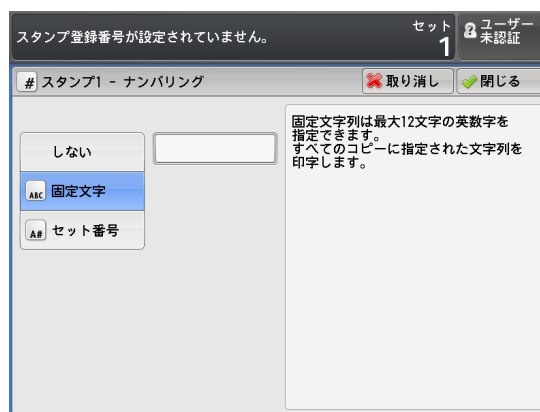 スタンプ登録番号が設定されていません。
セット
1
ユーザー
未認証
# スタンプ1 - ナンバリング
取り消し
閉じる
しない
ABC 固定文字
A# セット番号
固定文字列は最大12文字の英数字を
指定できます。
すべてのコピーに指定された文字列を
印字します。